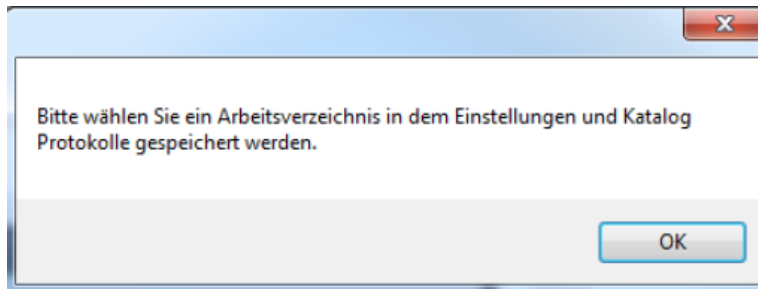 Bitte wählen Sie ein Arbeitsverzeichnis in dem Einstellungen und Katalog
Protokolle gespeichert werden.
OK